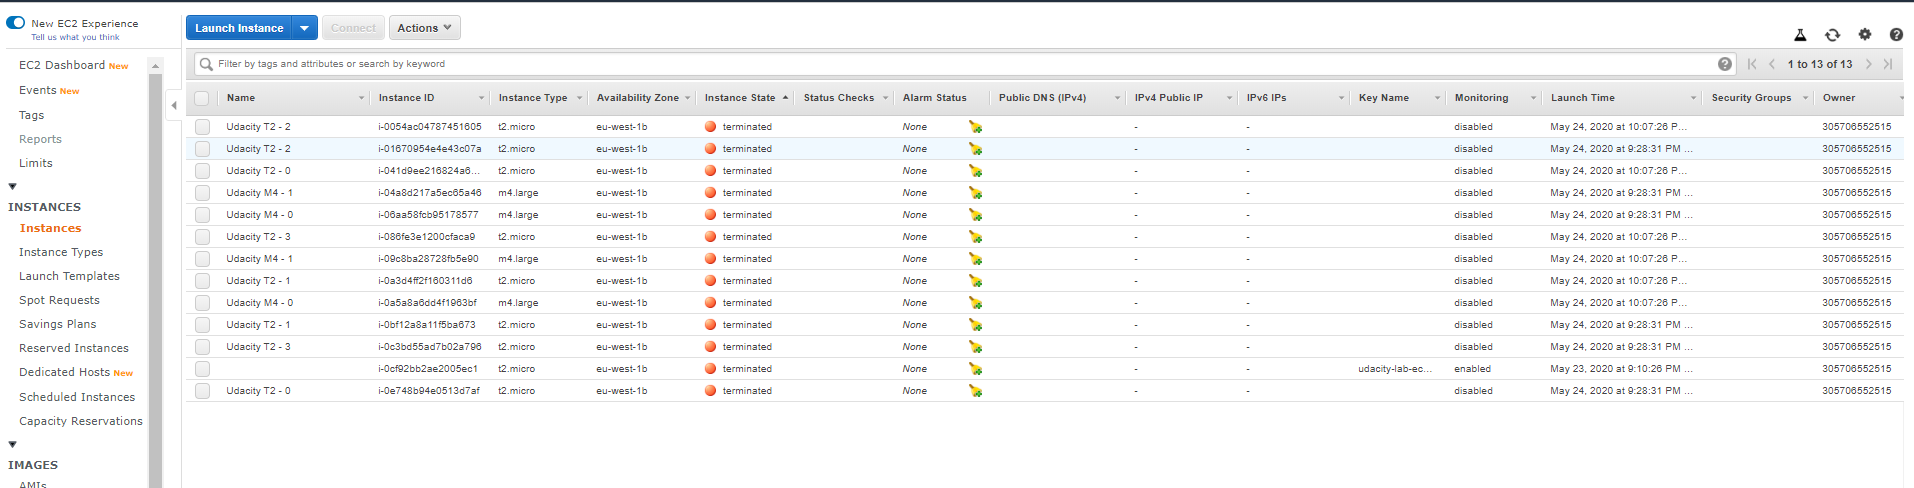 New EC2 Experience
Tell us what you think
EC2 Dashboard New
Events New
Tags
Reports
Limits
INSTANCES
Instances
Instance Types
Launch Templates
Spot Requests
Savings Plans
Reserved Instances
Dedicated Hosts New
Scheduled Instances
Capacity Reservations
IMAGES
AMIs
Launch Instance Connect Actions
Filter by tags and attributes or search by keyword 1 to 13 of 13
Name Instance ID Instance Type Availability Zone Instance State Status Checks Alarm Status Public DNS (IPv4) IPv4 Public IP IPv6 IPs Key Name Monitoring Launch Time Security Groups Owner
Udacity T2 - 2 i-0054ac04787451605 t2.micro eu-west-1b terminated None - - disabled May 24, 2020 at 10:07:26 P... 305706552515
Udacity T2 - 2 i-01670954e4e43c07a t2.micro eu-west-1b terminated None - - disabled May 24, 2020 at 9:28:31 PM ... 305706552515
Udacity T2 - 0 i-041d9ee216824a6... t2.micro eu-west-1b terminated None - - disabled May 24, 2020 at 10:07:26 P... 305706552515
Udacity M4 - 1 i-04a8d217a5ec65a46 m4.large eu-west-1b terminated None - - disabled May 24, 2020 at 9:28:31 PM ... 305706552515
Udacity M4 - 0 i-06aa58fcb95178577 m4.large eu-west-1b terminated None - - disabled May 24, 2020 at 9:28:31 PM ... 305706552515
Udacity T2 - 3 i-086fe3e1200cfaca9 t2.micro eu-west-1b terminated None - - disabled May 24, 2020 at 10:07:26 P... 305706552515
Udacity M4 - 1 i-09c8ba28728fb5e90 m4.large eu-west-1b terminated None - - disabled May 24, 2020 at 10:07:26 P... 305706552515
Udacity T2 - 1 i-0a3d4ff2f160311d6 t2.micro eu-west-1b terminated None - - disabled May 24, 2020 at 10:07:26 P... 305706552515
Udacity M4 - 0 i-0a5a8a6dd4f1963bf m4.large eu-west-1b terminated None - - disabled May 24, 2020 at 10:07:26 P... 305706552515
Udacity T2 - 1 i-0bf12a8a11f5ba673 t2.micro eu-west-1b terminated None - - disabled May 24, 2020 at 9:28:31 PM ... 305706552515
Udacity T2 - 3 i-0c3bd55ad7b02a796 t2.micro eu-west-1b terminated None - - disabled May 24, 2020 at 9:28:31 PM ... 305706552515
i-0cf92bb2ae2005ec1 t2.micro eu-west-1b terminated None - - udacity-lab-ec... enabled May 23, 2020 at 9:10:26 PM ... 305706552515
Udacity T2 - 0 i-0e748b94e0513d7af t2.micro eu-west-1b terminated None - - disabled May 24, 2020 at 9:28:31 PM ... 305706552515